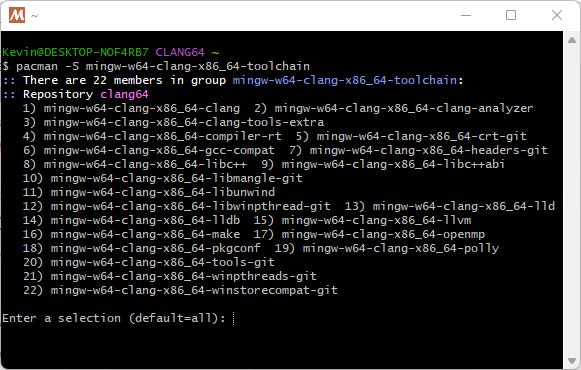 ~
Kevin@DESKTOP-NOF4RB7 CLANG64 ~
$ pacman -S mingw-w64-clang-x86_64-toolchain
:: There are 22 members in group mingw-w64-clang-x86_64-toolchain:
:: Repository clang64
   1) mingw-w64-clang-x86_64-clang  2) mingw-w64-clang-x86_64-clang-analyzer
   3) mingw-w64-clang-x86_64-clang-tools-extra
   4) mingw-w64-clang-x86_64-compiler-rt  5) mingw-w64-clang-x86_64-crt-git
   6) mingw-w64-clang-x86_64-gcc-compat  7) mingw-w64-clang-x86_64-headers-git
   8) mingw-w64-clang-x86_64-libc++  9) mingw-w64-clang-x86_64-libc++abi
   10) mingw-w64-clang-x86_64-libmangle-git
   11) mingw-w64-clang-x86_64-libunwind
   12) mingw-w64-clang-x86_64-libwinpthread-git  13) mingw-w64-clang-x86_64-lld
   14) mingw-w64-clang-x86_64-lldb  15) mingw-w64-clang-x86_64-llvm
   16) mingw-w64-clang-x86_64-make  17) mingw-w64-clang-x86_64-openmp
   18) mingw-w64-clang-x86_64-pkgconf  19) mingw-w64-clang-x86_64-polly
   20) mingw-w64-clang-x86_64-tools-git
   21) mingw-w64-clang-x86_64-winpthreads-git
   22) mingw-w64-clang-x86_64-winstorecompat-git
Enter a selection (default=all):